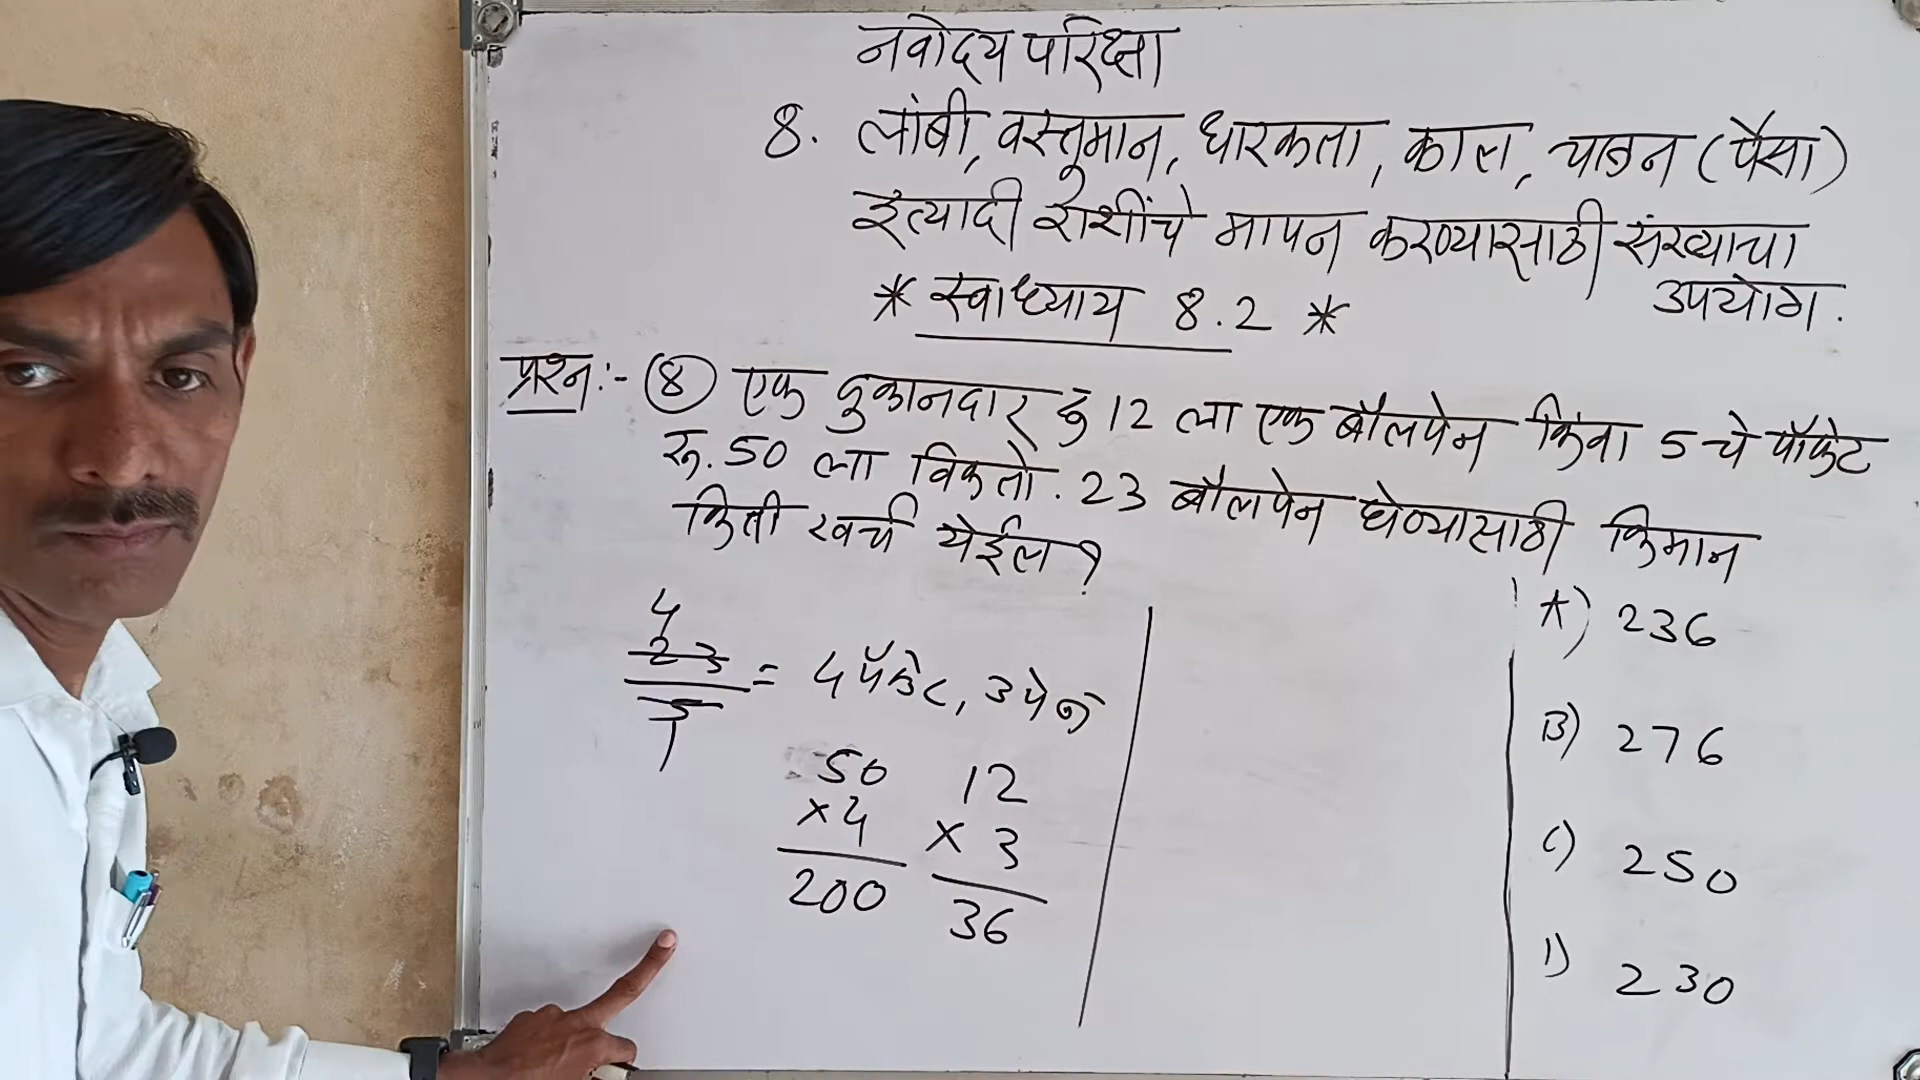 नवोदय परिक्षा
8. लांबी, वस्तुमान, धारकता, काल, चलन (पैसा)
इत्यादी राशींचे मापन करण्यासाठी संख्याचा
उपयोग.
* स्वाध्याय 8.2 *
प्रश्न:- (8) एक दुकानदार रु 12 ला एक बॉलपेन किंवा 5 चे पॅकेट
रू. 50 ला विकतो. 23 बॉलपेन घेण्यासाठी किमान
किती खर्च येईल?
4
23
5
1
= 4 पॅकेट, 3 पेन
50 12
×4 × 3
200 36
A) 236
B) 276
C) 250
D) 230